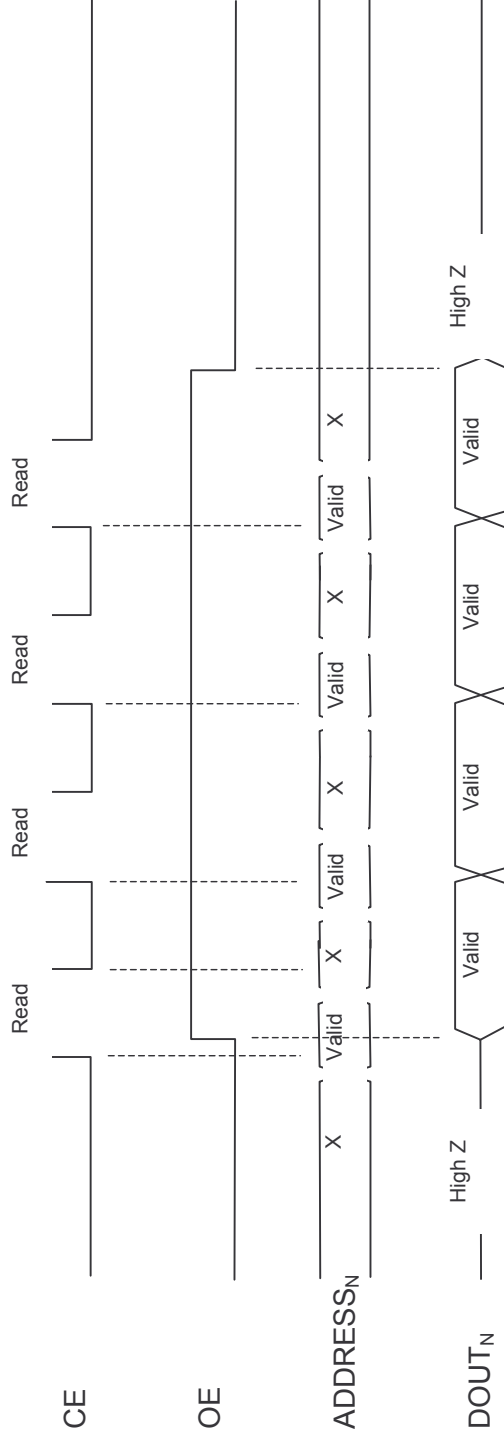 Read Read Read Read
CE
OE
ADDRESSN X Valid X Valid X Valid X Valid X
DOUTN High Z Valid Valid Valid Valid High Z